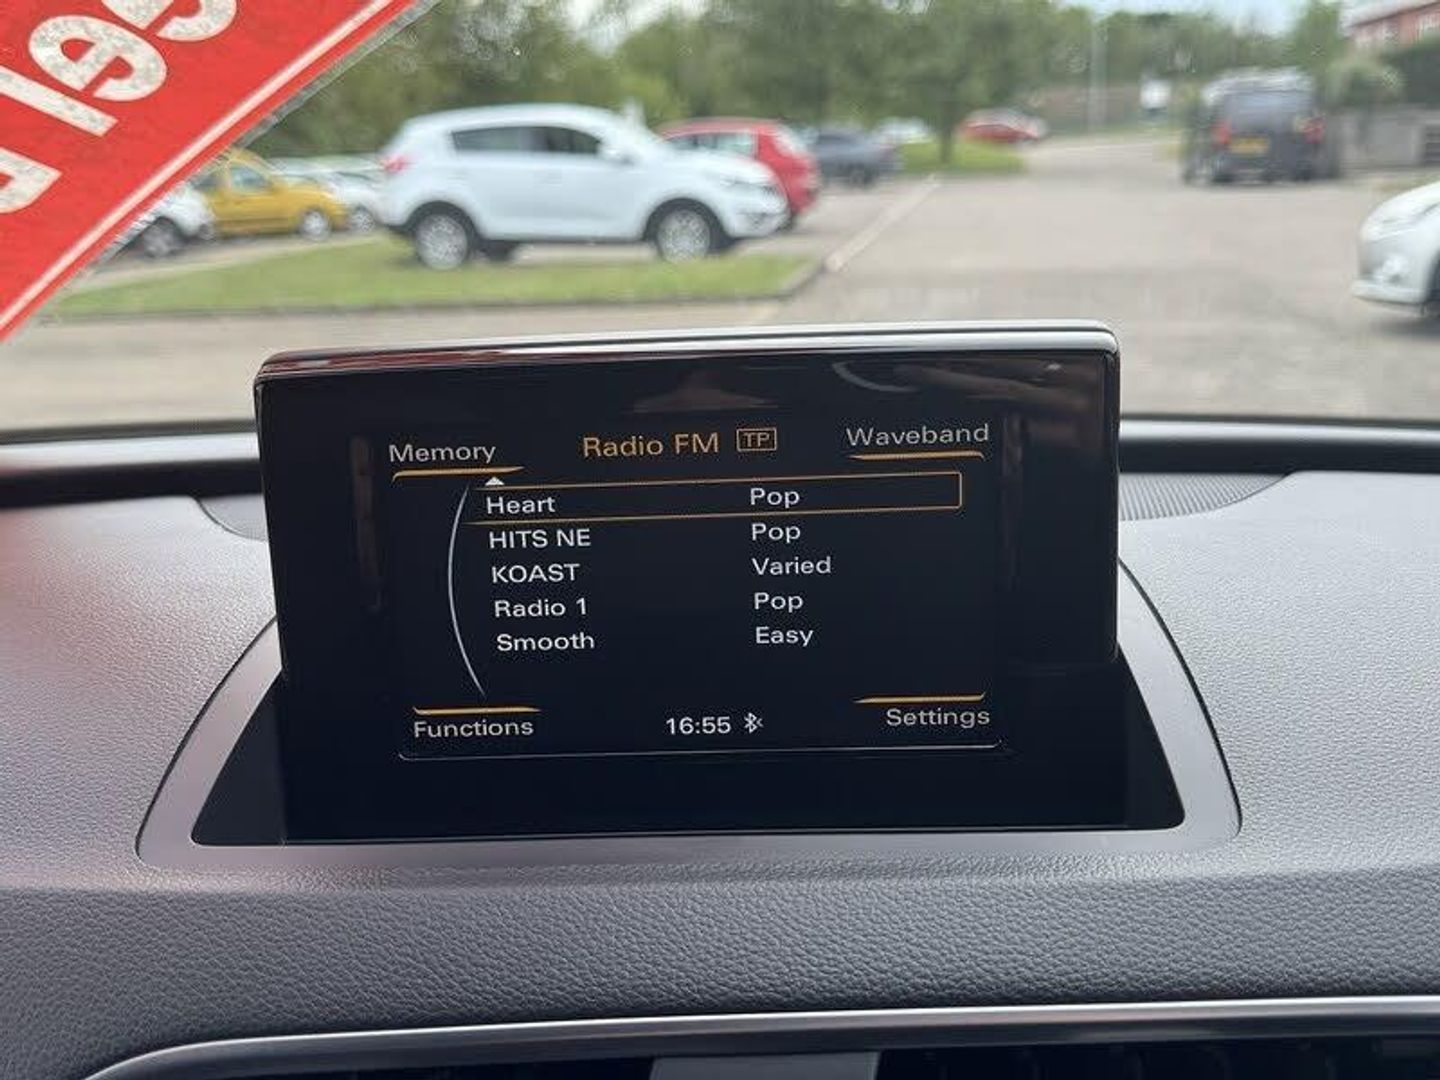 Memory Radio FM TP Waveband
Heart Pop
HITS NE Pop
KOAST Varied
Radio 1 Pop
Smooth Easy
Functions 16:55 Settings